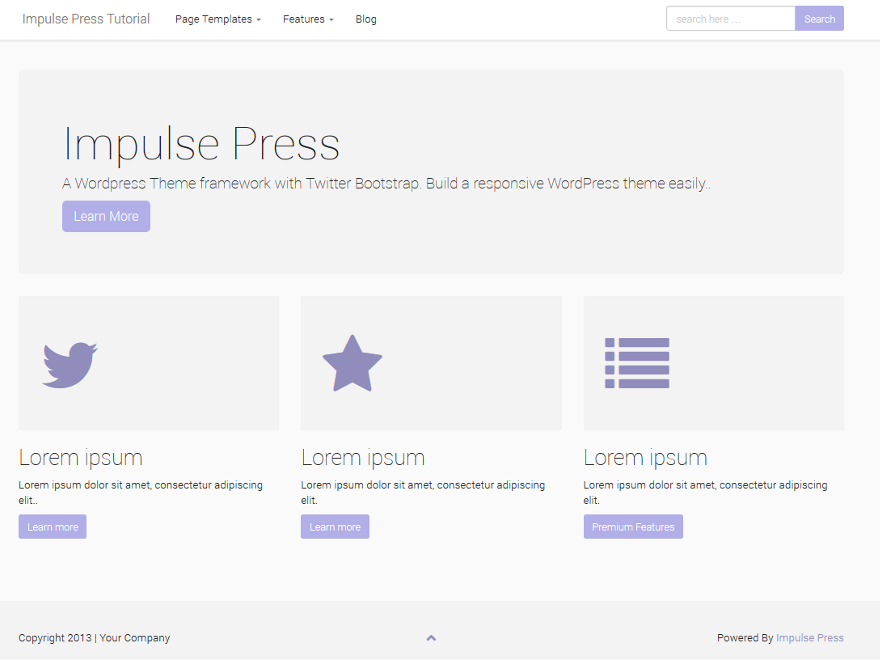 Impulse Press Tutorial Page Templates Features Blog search here ... Search
Impulse Press
A Wordpress Theme framework with Twitter Bootstrap. Build a responsive WordPress theme easily..
Learn More
Lorem ipsum
Lorem ipsum dolor sit amet, consectetur adipiscing
elit..
Learn more
Lorem ipsum
Lorem ipsum dolor sit amet, consectetur adipiscing
elit.
Learn more
Lorem ipsum
Lorem ipsum dolor sit amet, consectetur adipiscing
elit.
Premium Features
Copyright 2013 | Your Company Powered By Impulse Press